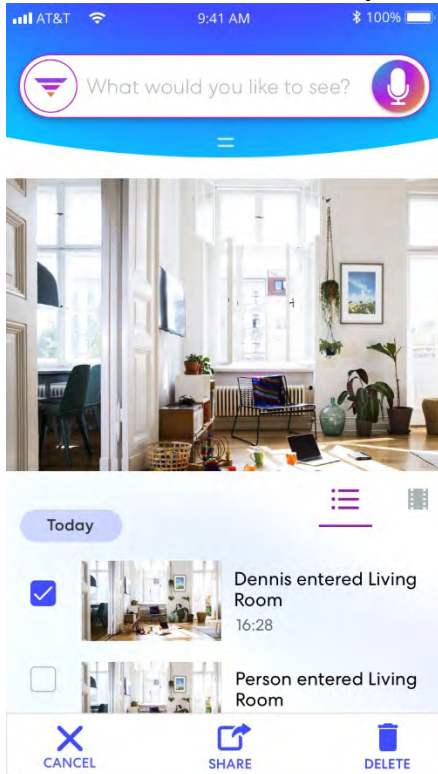 AT&T 9:41 AM 100%
What would you like to see?
Today
Dennis entered Living
Room
16:28
Person entered Living
Room
CANCEL SHARE DELETE